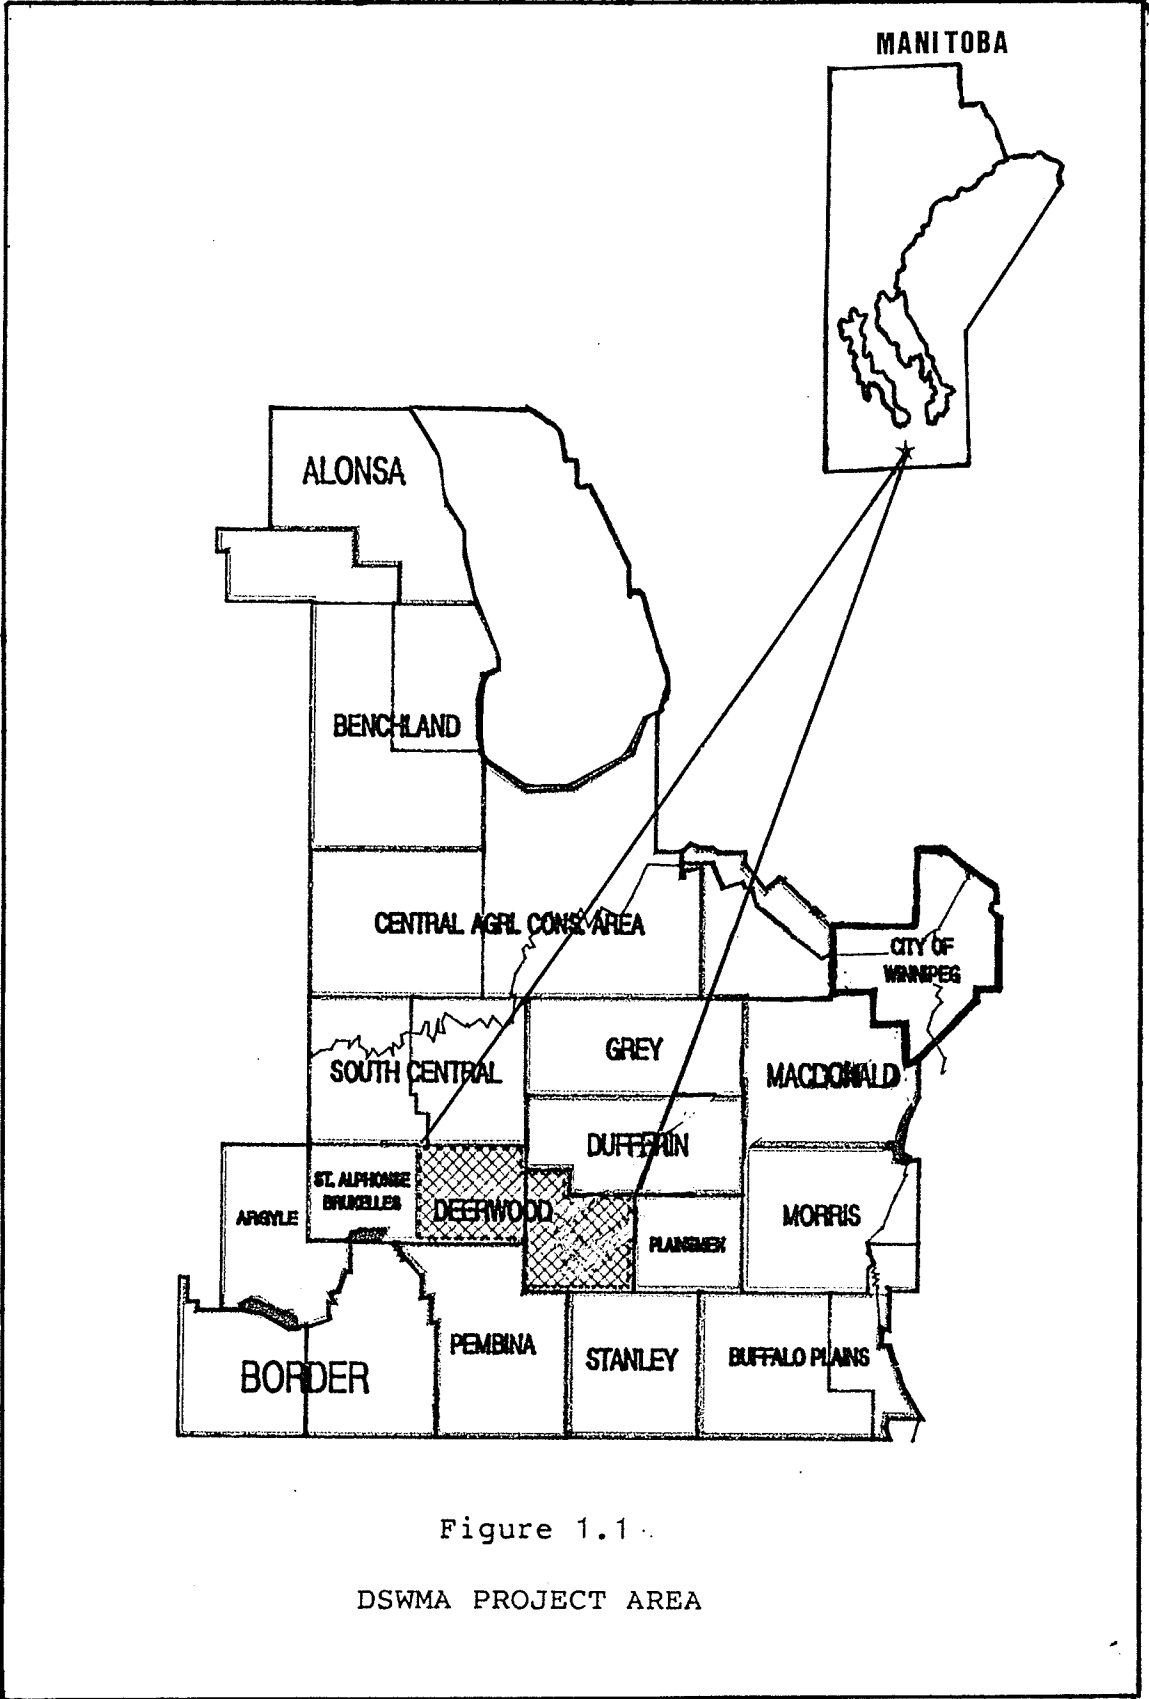 MANITOBA
ALONSA
BENCHLAND
CENTRAL AGRI. CONS. AREA
CITY OF
WINNIPEG
SOUTH CENTRAL
GREY
MACDONALD
DUFFERIN
ST. ALPHONSE
BRUXELLES
ARGYLE
DEERWOOD
PLAINSMEN
MORRIS
PEMBINA
STANLEY
BUFFALO PLAINS
BORDER
Figure 1.1
DSWMA PROJECT AREA